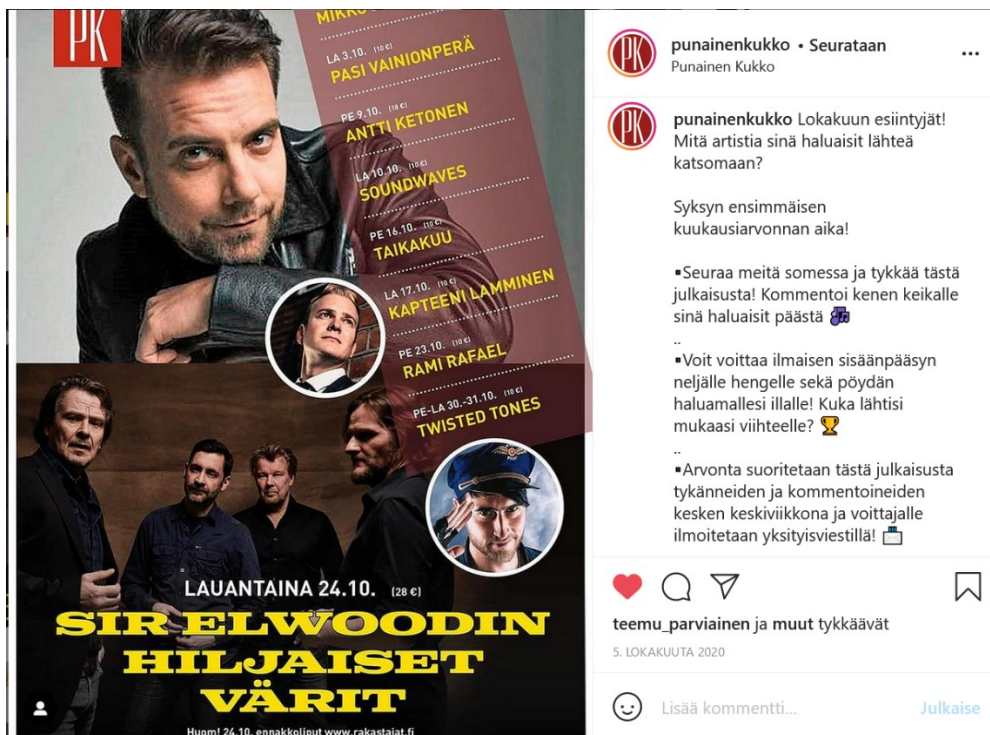 PK
MIKKO
LA 3.10. (10 €)
PASI VAINIONPERÄ
PE 9.10. (18 €)
ANTTI KETONEN
LA 10.10. (10 €)
SOUNDWAVES
PE 16.10. (10 €)
TAIKAKUU
LA 17.10. (10 €)
KAPTEENI LAMMINEN
PE 23.10. (10 €)
RAMI RAFAEL
PE-LA 30.-31.10. (10 €)
TWISTED TONES
LAUANTAINA 24.10. (28 €)
SIR ELWOODIN
HILJAISET
VÄRIT
Huom! 24.10. ennakkoliput www.rakastajat.fi
PK
punainenkukko • Seurataan
Punainen Kukko
PK
punainenkukko Lokakuun esiintyjät!
Mitä artistia sinä haluaisit lähteä
katsomaan?
Syksyn ensimmäisen
kuukausiarvonnan aika!
▪Seuraa meitä somessa ja tykkää tästä
julkaisusta! Kommentoi kenen keikalle
sinä haluaisit päästä 🎶
..
▪Voit voittaa ilmaisen sisäänpääsyn
neljälle hengelle sekä pöydän
haluamallesi illalle! Kuka lähtisi
mukaasi viihteelle? 🏆
..
▪Arvonta suoritetaan tästä julkaisusta
tykänneiden ja kommentoineiden
kesken keskiviikkona ja voittajalle
ilmoitetaan yksityisviestillä! 📩
teemu_parviainen ja muut tykkäävät
5. LOKAKUUTA 2020
Lisää kommentti...
Julkaise